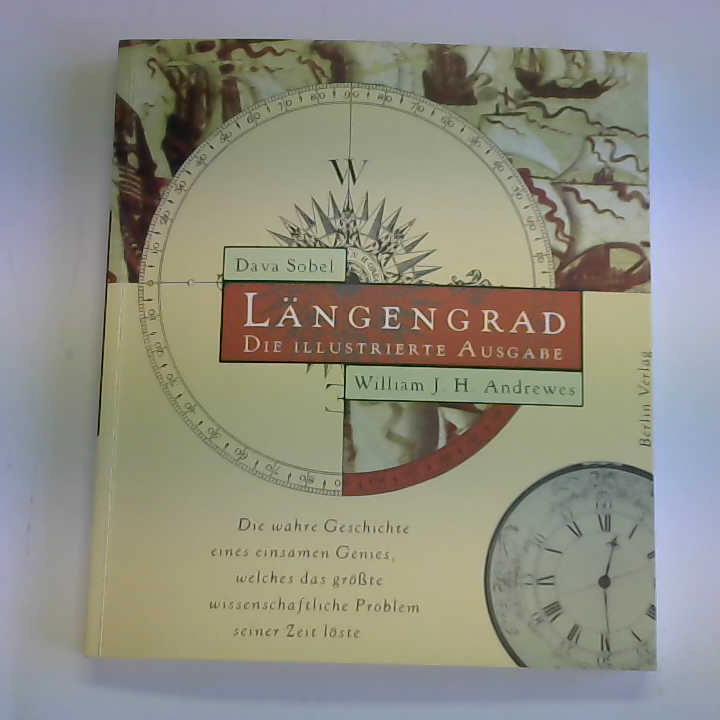 W
Dava Sobel
LÄNGENGRAD
DIE ILLUSTRIERTE AUSGABE
William J. H. Andrewes
Berlin Verlag
Die wahre Geschichte
eines einsamen Genies,
welches das größte
wissenschaftliche Problem
seiner Zeit löste